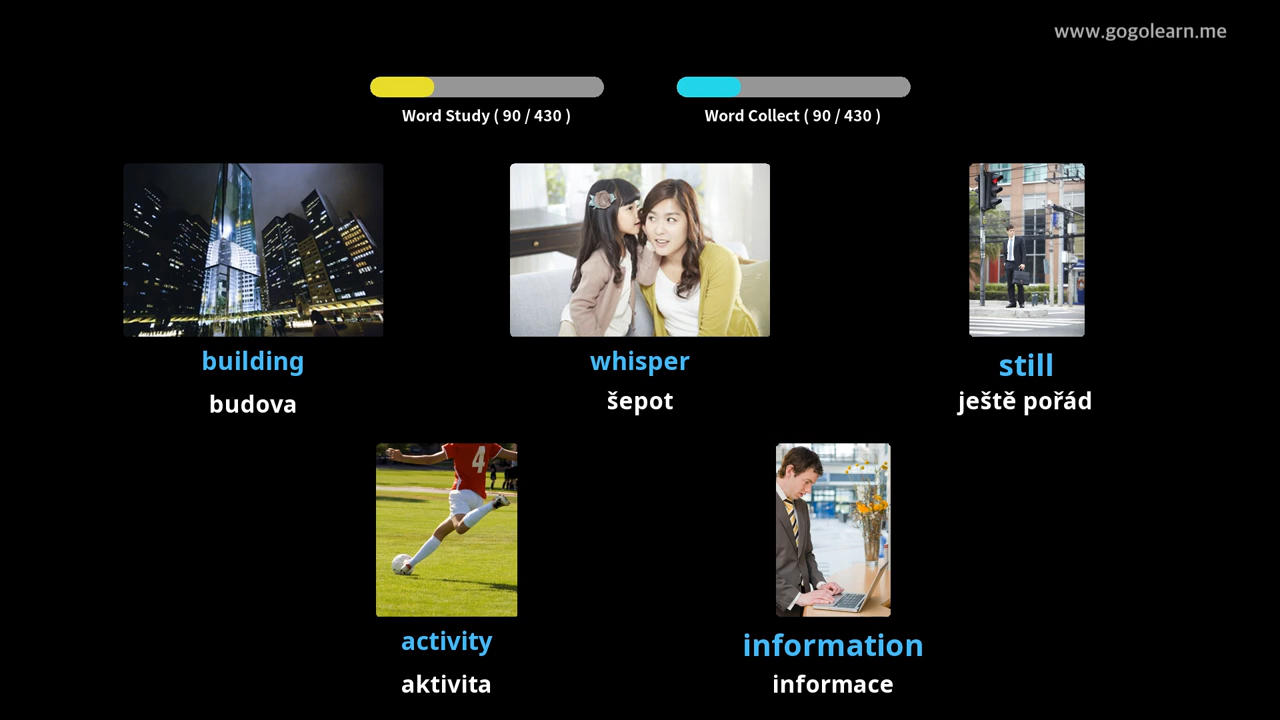 www.gogolearn.me
Word Study ( 90 / 430 )
Word Collect ( 90 / 430 )
building
budova
whisper
šepot
still
ještě pořád
4
activity
aktivita
information
informace